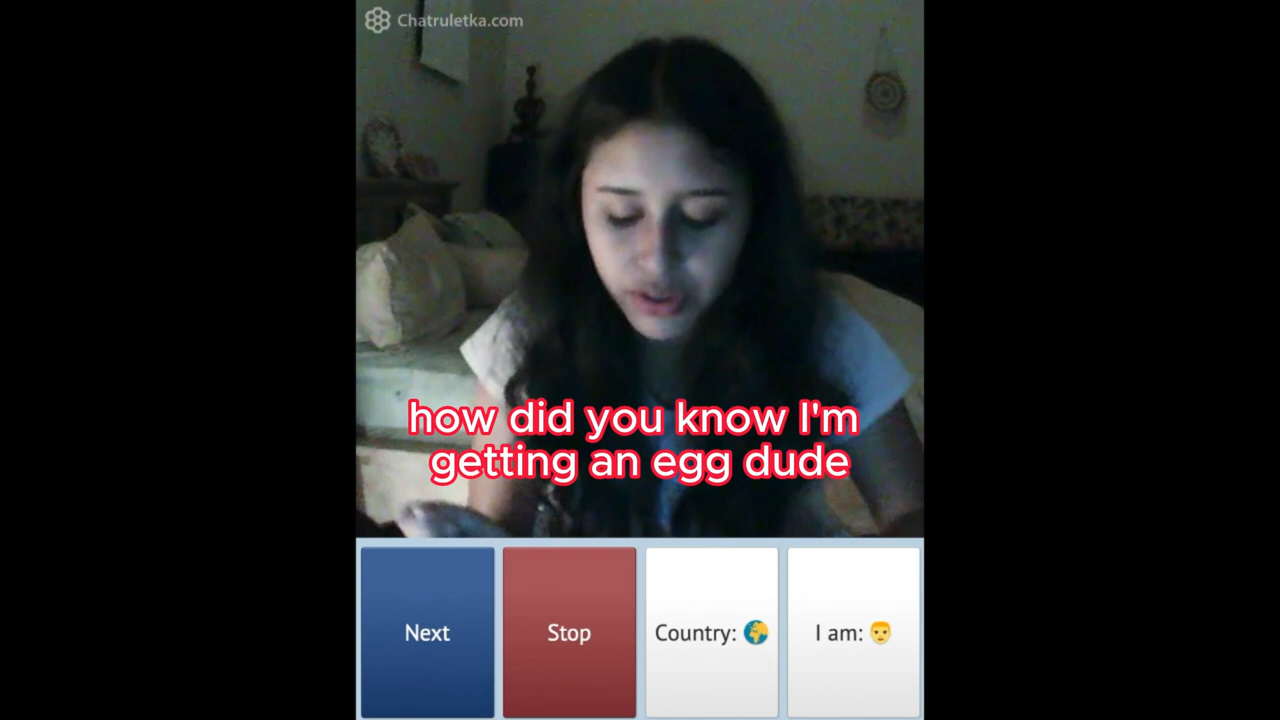 Chatruletka.com
how did you know I'm
getting an egg dude
Next
Stop
Country: 🌍
I am: 👨